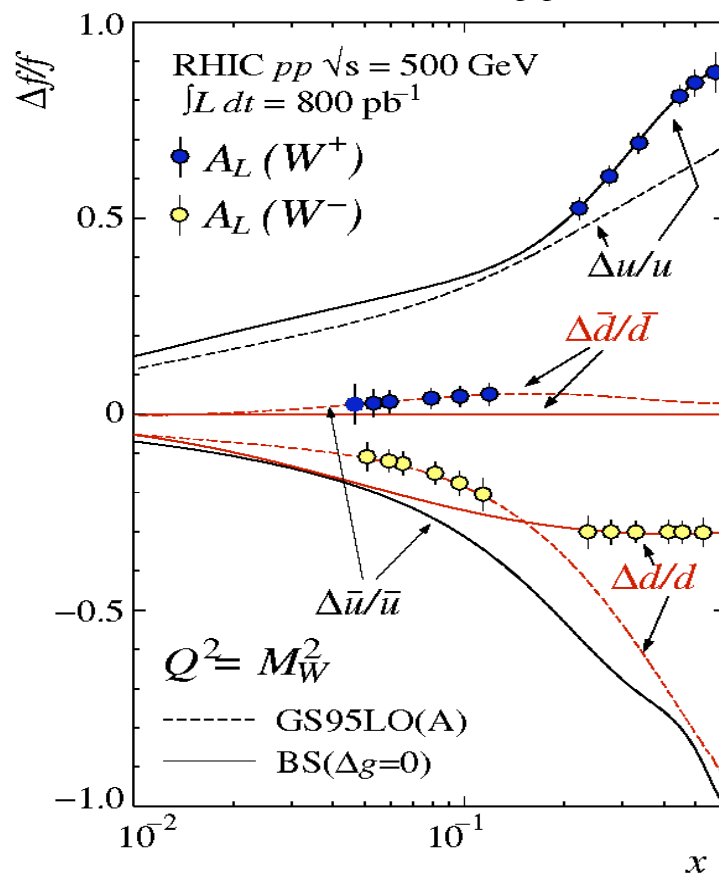 Δf/f
1.0
0.5
0
−0.5
−1.0
RHIC pp √s = 500 GeV
∫L dt = 800 pb⁻¹
A_L (W⁺)
A_L (W⁻)
Δu/u
Δd̄/d̄
Δū/ū
Δd/d
Q² = M_W²
GS95LO(A)
BS(Δg=0)
10⁻²
10⁻¹
x